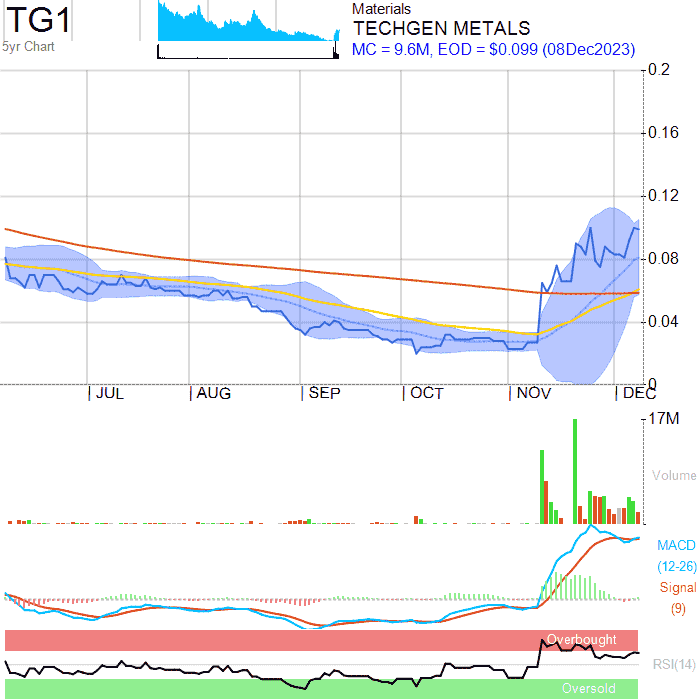 TG1
5yr Chart
Materials
TECHGEN METALS
MC = 9.6M, EOD = $0.099 (08Dec2023)
0.2
0.16
0.12
0.08
0.04
0
JUL AUG SEP OCT NOV DEC
17M
Volume
MACD
(12-26)
Signal
(9)
Overbought
RSI(14)
Oversold